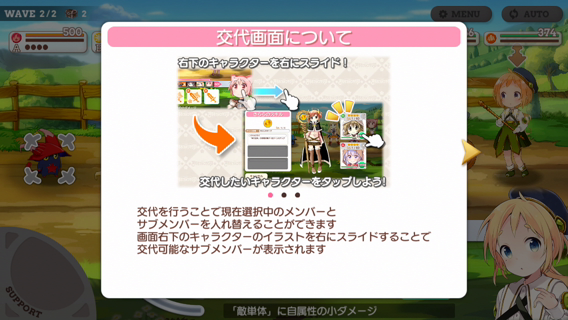 WAVE 2/2
2
MENU
AUTO
500
374
交代画面について
右下のキャラクターを右にスライド!
交代したいキャラクターをタップしよう!
交代を行うことで現在選択中のメンバーと
サブメンバーを入れ替えることができます
画面右下のキャラクターのイラストを右にスライドすることで
交代可能なサブメンバーが表示されます
SUPPORT
「敵単体」に自属性の小ダメージ